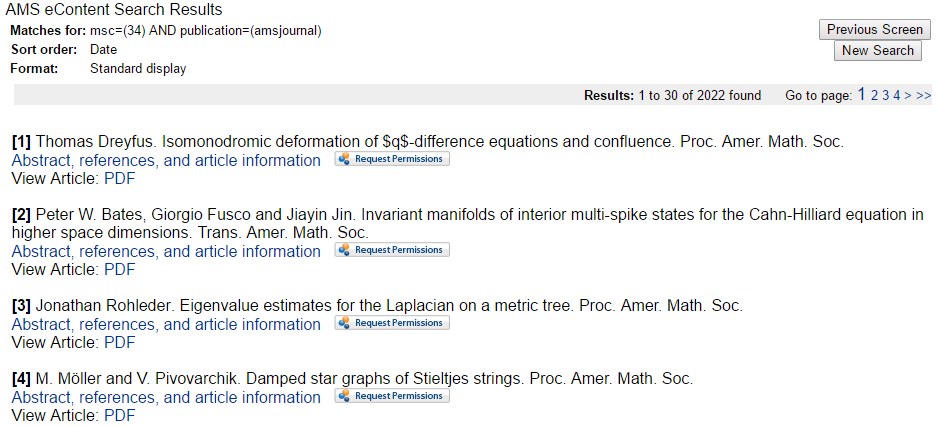 AMS eContent Search Results
Matches for: msc=(34) AND publication=(amsjournal)
Previous Screen
Sort order: Date
New Search
Format: Standard display
Results: 1 to 30 of 2022 found Go to page: 1 2 3 4 > >>
[1] Thomas Dreyfus. Isomonodromic deformation of $q$-difference equations and confluence. Proc. Amer. Math. Soc.
Abstract, references, and article information Request Permissions
View Article: PDF
[2] Peter W. Bates, Giorgio Fusco and Jiayin Jin. Invariant manifolds of interior multi-spike states for the Cahn-Hilliard equation in
higher space dimensions. Trans. Amer. Math. Soc.
Abstract, references, and article information Request Permissions
View Article: PDF
[3] Jonathan Rohleder. Eigenvalue estimates for the Laplacian on a metric tree. Proc. Amer. Math. Soc.
Abstract, references, and article information Request Permissions
View Article: PDF
[4] M. Möller and V. Pivovarchik. Damped star graphs of Stieltjes strings. Proc. Amer. Math. Soc.
Abstract, references, and article information Request Permissions
View Article: PDF